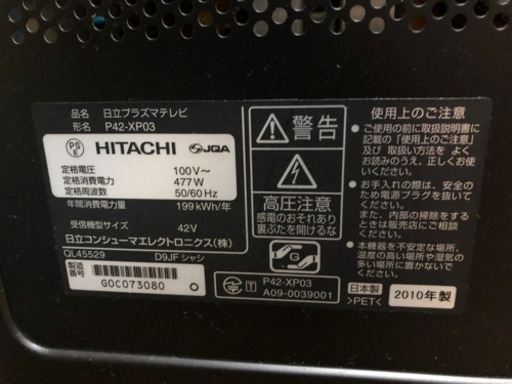 品名 日立プラズマテレビ
形名 P42-XP03
PS E HITACHI JQA
定格電圧 100V～
定格消費電力 477W
定格周波数 50/60Hz
年間消費電力量 199kWh/年
受信機型サイズ 42V
日立コンシューマエレクトロニクス(株)
QL45529 D9JFシャシ
製造番号 G0C073080
警告
高圧注意
感電のおそれあり
裏ぶたを開けるな
G
T P42-XP03
A09-0039001
使用上のご注意
●ご使用の前に取扱説明書に
記載の「使用上のご注意」
及び 取扱い方法を よく
お読みのうえ、正しくお使い
ください。
●お手入れの際は、安全の
ため電源プラグを抜いて
ください。
また、内部の掃除をする
ときは販売店にご相談
ください。
●本機器を不安定な場所、
温度の高い場所や湿気の
多い場所に置かないで
ください。
日本製
>PET<
2010年製